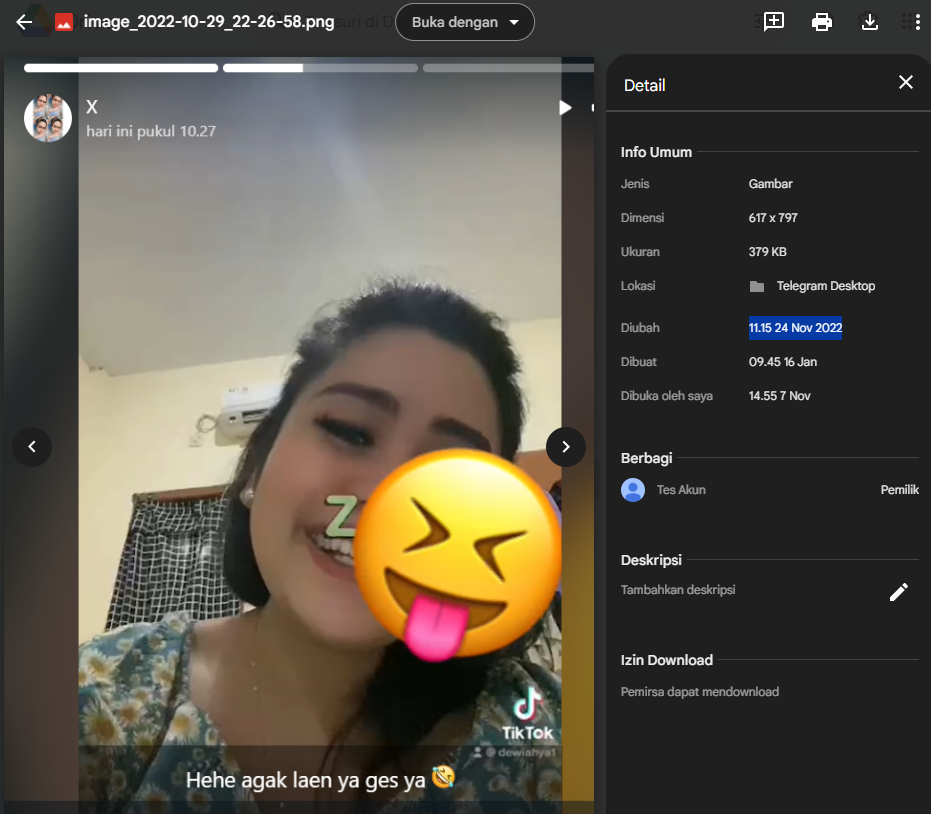 image_2022-10-29_22-26-58.png
Buka dengan
X
hari ini pukul 10.27
Z
TikTok
@dewiahya1
Hehe agak laen ya ges ya
Detail
Info Umum
Jenis Gambar
Dimensi 617 x 797
Ukuran 379 KB
Lokasi Telegram Desktop
Diubah 11.15 24 Nov 2022
Dibuat 09.45 16 Jan
Dibuka oleh saya 14.55 7 Nov
Berbagi
Tes Akun Pemilik
Deskripsi
Tambahkan deskripsi
Izin Download
Pemirsa dapat mendownload